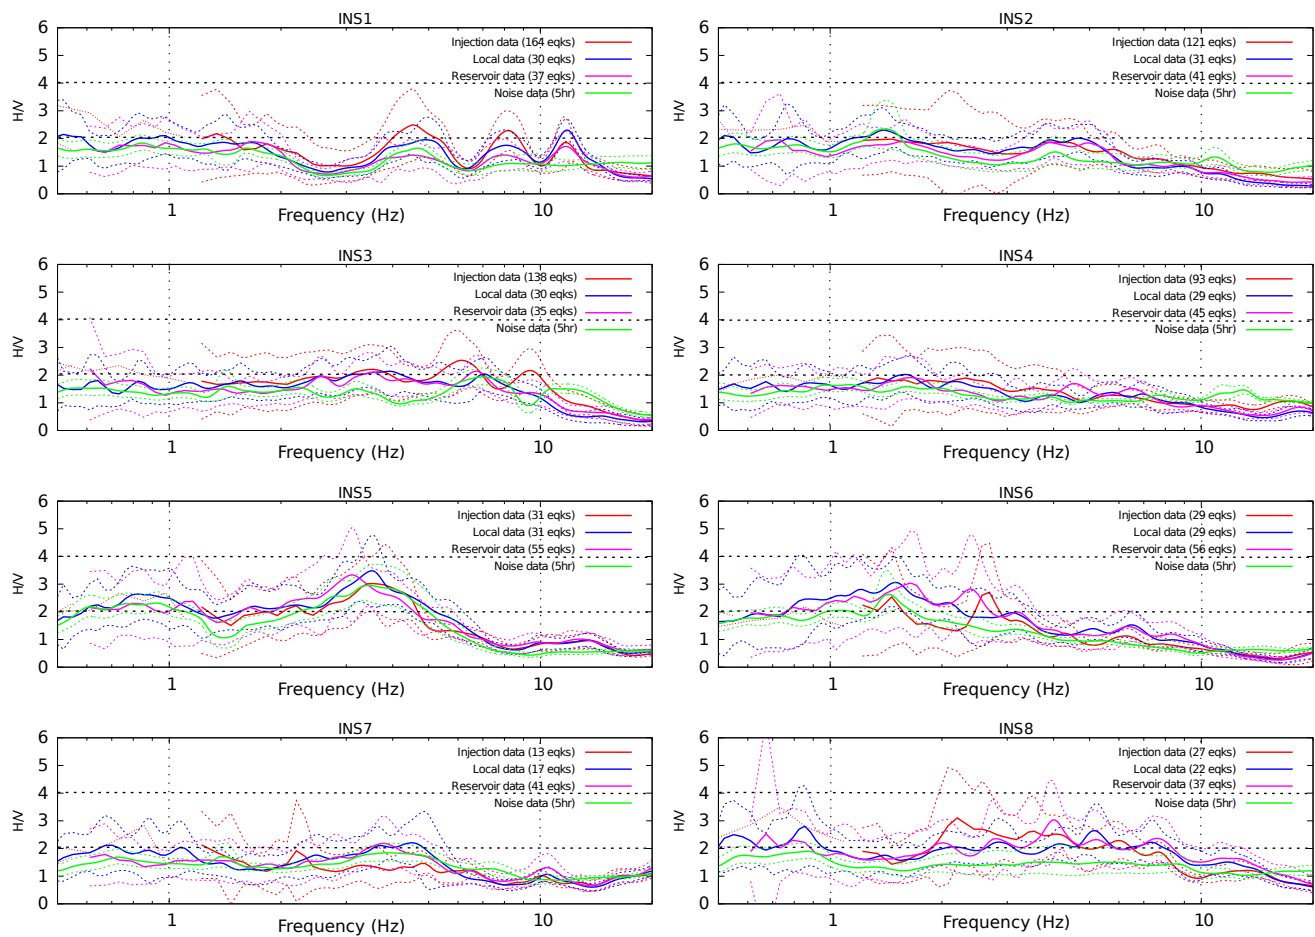 INS1
6
5
4
3
2
1
0
H/V
Injection data (164 eqks)
Local data (30 eqks)
Reservoir data (37 eqks)
Noise data (5hr)
1
10
Frequency (Hz)
INS2
6
5
4
3
2
1
0
H/V
Injection data (121 eqks)
Local data (31 eqks)
Reservoir data (41 eqks)
Noise data (5hr)
1
10
Frequency (Hz)
INS3
6
5
4
3
2
1
0
H/V
Injection data (138 eqks)
Local data (30 eqks)
Reservoir data (35 eqks)
Noise data (5hr)
1
10
Frequency (Hz)
INS4
6
5
4
3
2
1
0
H/V
Injection data (93 eqks)
Local data (29 eqks)
Reservoir data (45 eqks)
Noise data (5hr)
1
10
Frequency (Hz)
INS5
6
5
4
3
2
1
0
H/V
Injection data (31 eqks)
Local data (31 eqks)
Reservoir data (55 eqks)
Noise data (5hr)
1
10
Frequency (Hz)
INS6
6
5
4
3
2
1
0
H/V
Injection data (29 eqks)
Local data (29 eqks)
Reservoir data (56 eqks)
Noise data (5hr)
1
10
Frequency (Hz)
INS7
6
5
4
3
2
1
0
H/V
Injection data (13 eqks)
Local data (17 eqks)
Reservoir data (41 eqks)
Noise data (5hr)
1
10
Frequency (Hz)
INS8
6
5
4
3
2
1
0
H/V
Injection data (27 eqks)
Local data (22 eqks)
Reservoir data (37 eqks)
Noise data (5hr)
1
10
Frequency (Hz)